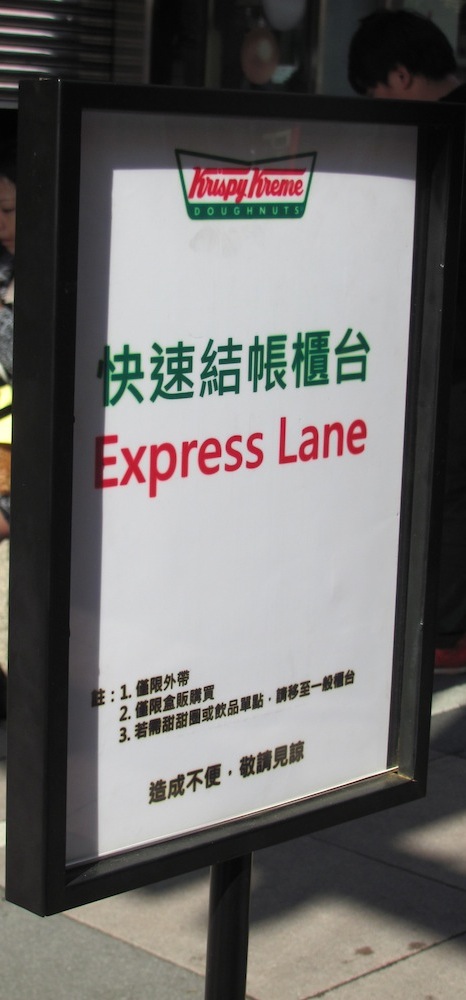 Krispy Kreme
DOUGHNUTS
快速結帳櫃台
Express Lane
註：1. 僅限外帶
2. 僅限盒販購買
3. 若需甜甜圈或飲品單點，請移至一般櫃台
造成不便，敬請見諒